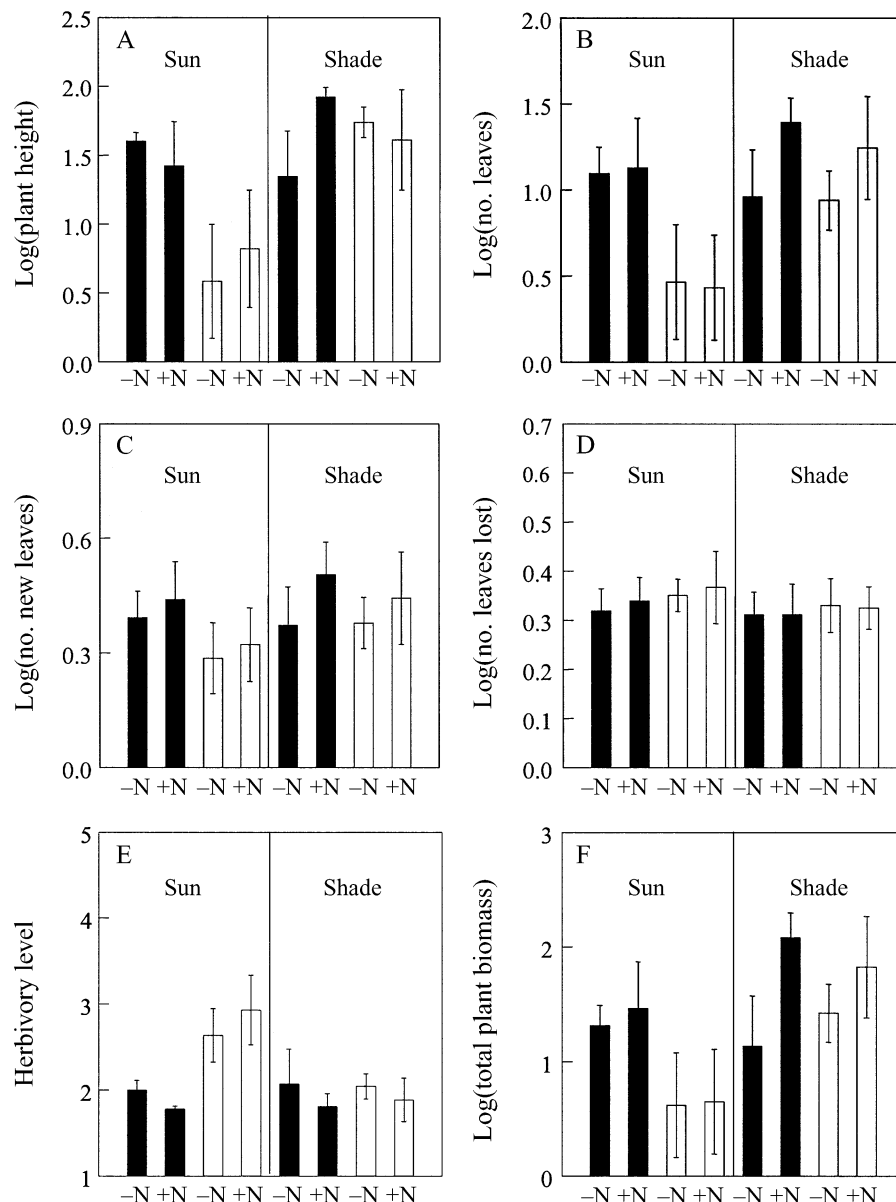 A
Sun Shade
Log(plant height)
2.5
2.0
1.5
1.0
0.5
0.0
–N +N –N +N –N +N –N +N
B
Sun Shade
Log(no. leaves)
2.0
1.5
1.0
0.5
0.0
–N +N –N +N –N +N –N +N
C
Sun Shade
Log(no. new leaves)
0.9
0.6
0.3
0.0
–N +N –N +N –N +N –N +N
D
Sun Shade
Log(no. leaves lost)
0.7
0.6
0.5
0.4
0.3
0.2
0.1
0.0
–N +N –N +N –N +N –N +N
E
Sun Shade
Herbivory level
5
4
3
2
1
–N +N –N +N –N +N –N +N
F
Sun Shade
Log(total plant biomass)
3
2
1
0
–N +N –N +N –N +N –N +N